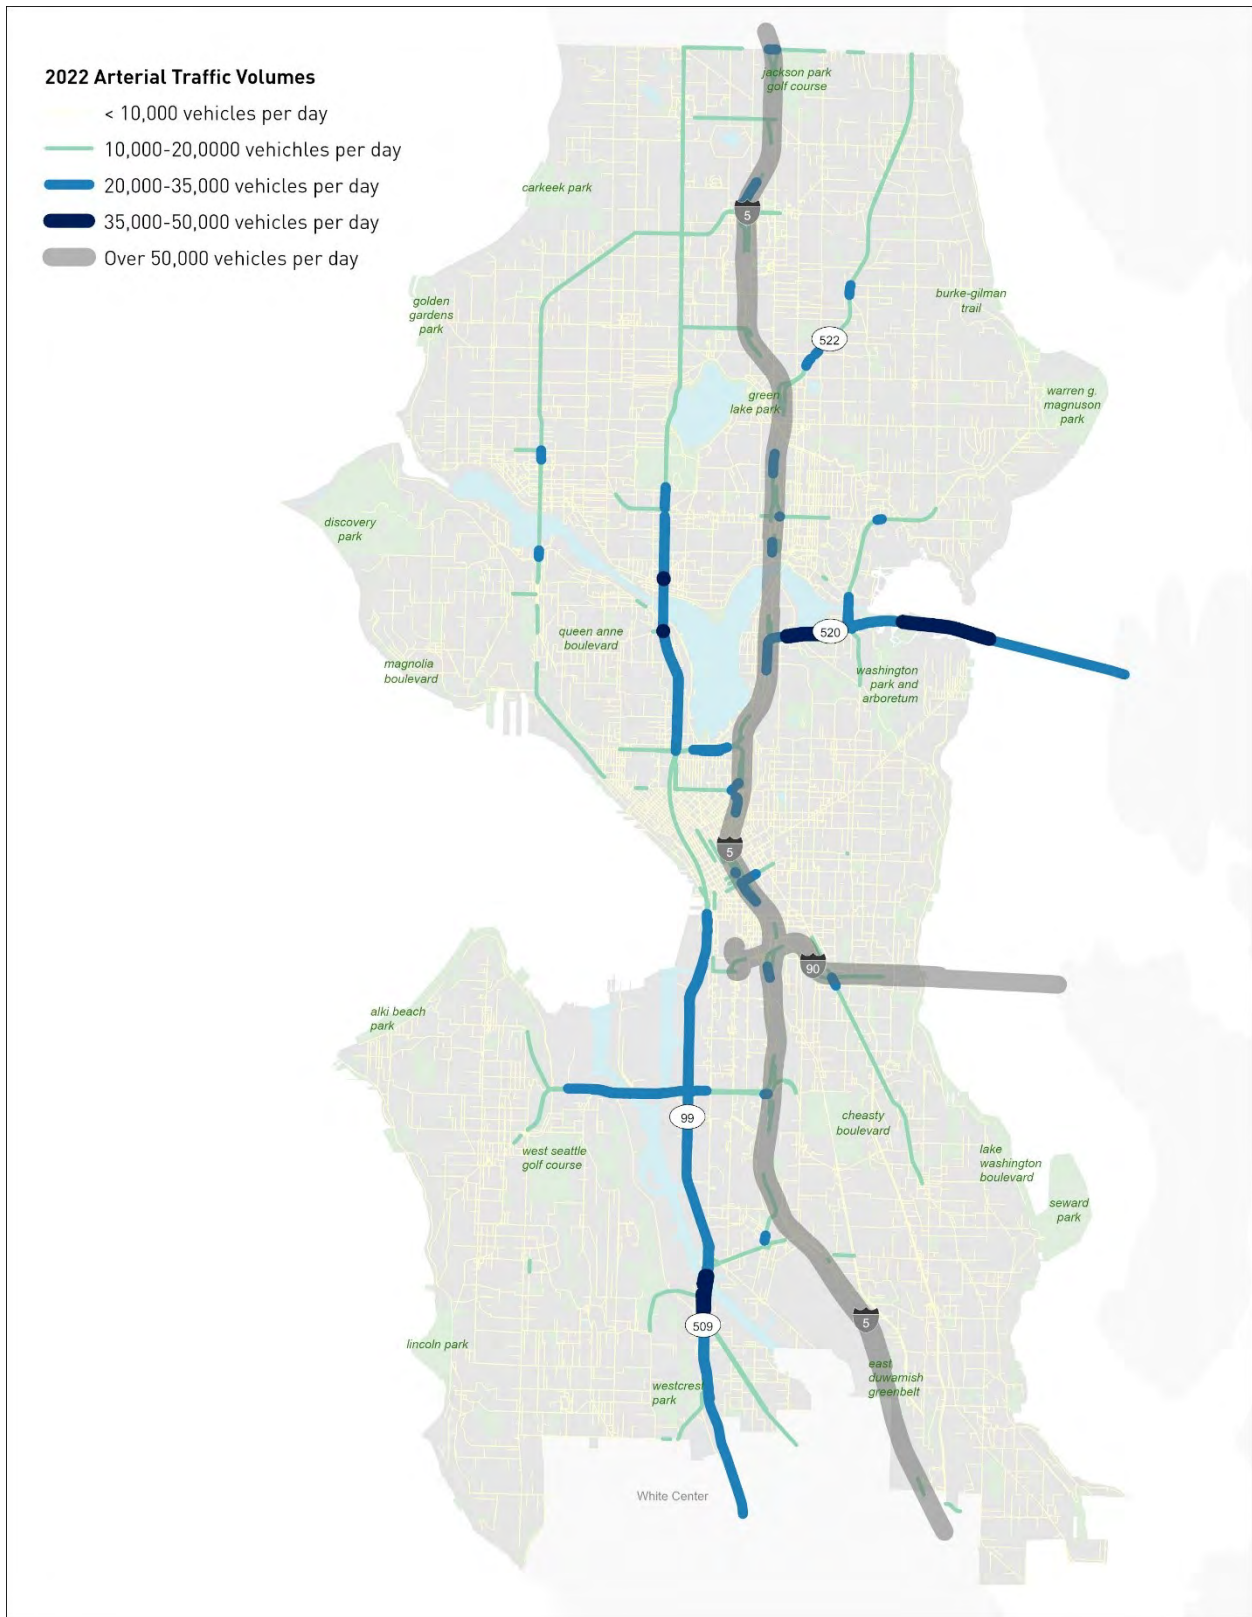 2022 Arterial Traffic Volumes
< 10,000 vehicles per day
10,000-20,0000 vehichles per day
20,000-35,000 vehicles per day
35,000-50,000 vehicles per day
Over 50,000 vehicles per day
jackson park
golf course
carkeek park
5
golden
gardens
park
burke-gilman
trail
522
green
lake park
warren g.
magnuson
park
discovery
park
queen anne
boulevard
520
magnolia
boulevard
washington
park and
arboretum
5
90
alki beach
park
99
cheasty
boulevard
west seattle
golf course
lake
washington
boulevard
seward
park
509
5
lincoln park
east
duwamish
greenbelt
westcrest
park
White Center